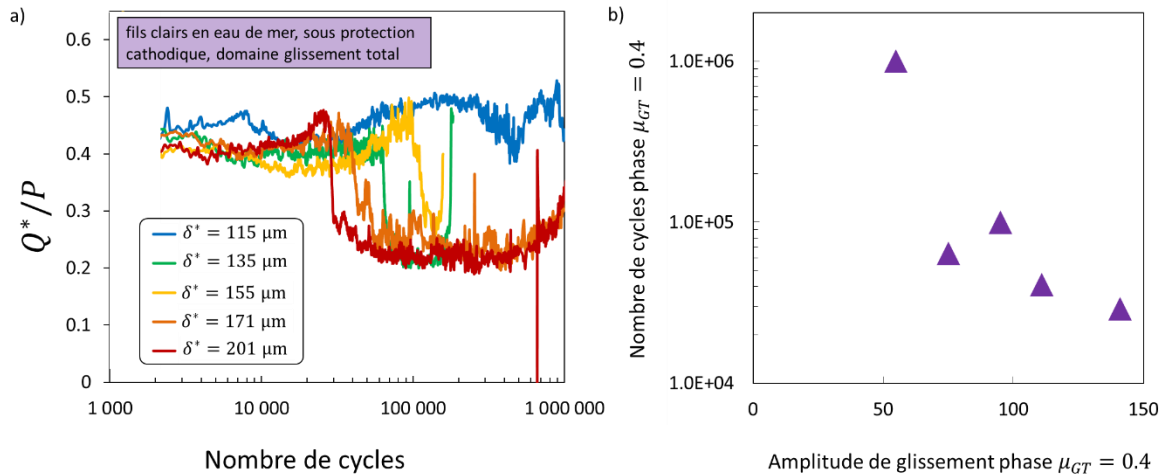 a)
fils clairs en eau de mer, sous protection
cathodique, domaine glissement total
0.6
0.5
0.4
0.3
0.2
0.1
0
Q*/P
δ* = 115 µm
δ* = 135 µm
δ* = 155 µm
δ* = 171 µm
δ* = 201 µm
1 000
10 000
100 000
1 000 000
Nombre de cycles
b)
Nombre de cycles phase μ_GT = 0.4
1.0E+06
1.0E+05
1.0E+04
0
50
100
150
Amplitude de glissement phase μ_GT = 0.4